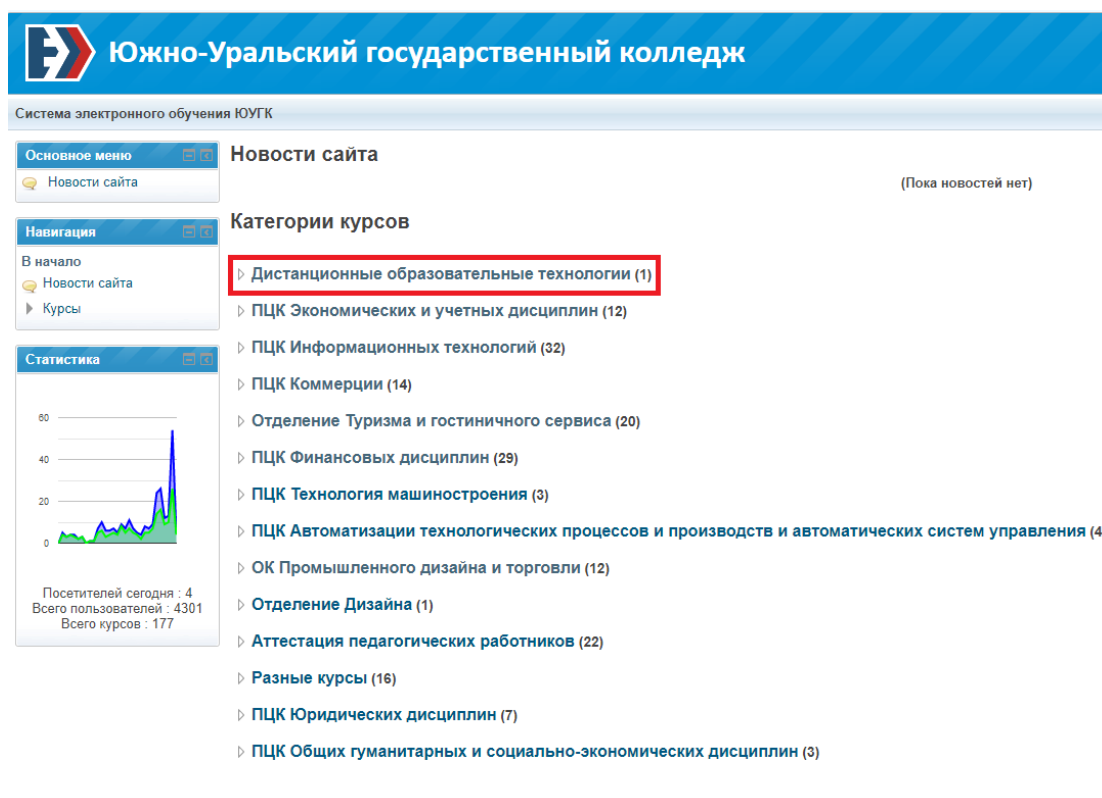 Южно-Уральский государственный колледж
Система электронного обучения ЮУГК
Основное меню
Новости сайта
Навигация
В начало
Новости сайта
Курсы
Статистика
60
40
20
0
Посетителей сегодня : 4
Всего пользователей : 4301
Всего курсов : 177
Новости сайта
(Пока новостей нет)
Категории курсов
Дистанционные образовательные технологии (1)
ПЦК Экономических и учетных дисциплин (12)
ПЦК Информационных технологий (32)
ПЦК Коммерции (14)
Отделение Туризма и гостиничного сервиса (20)
ПЦК Финансовых дисциплин (29)
ПЦК Технология машиностроения (3)
ПЦК Автоматизации технологических процессов и производств и автоматических систем управления (4
ОК Промышленного дизайна и торговли (12)
Отделение Дизайна (1)
Аттестация педагогических работников (22)
Разные курсы (16)
ПЦК Юридических дисциплин (7)
ПЦК Общих гуманитарных и социально-экономических дисциплин (3)